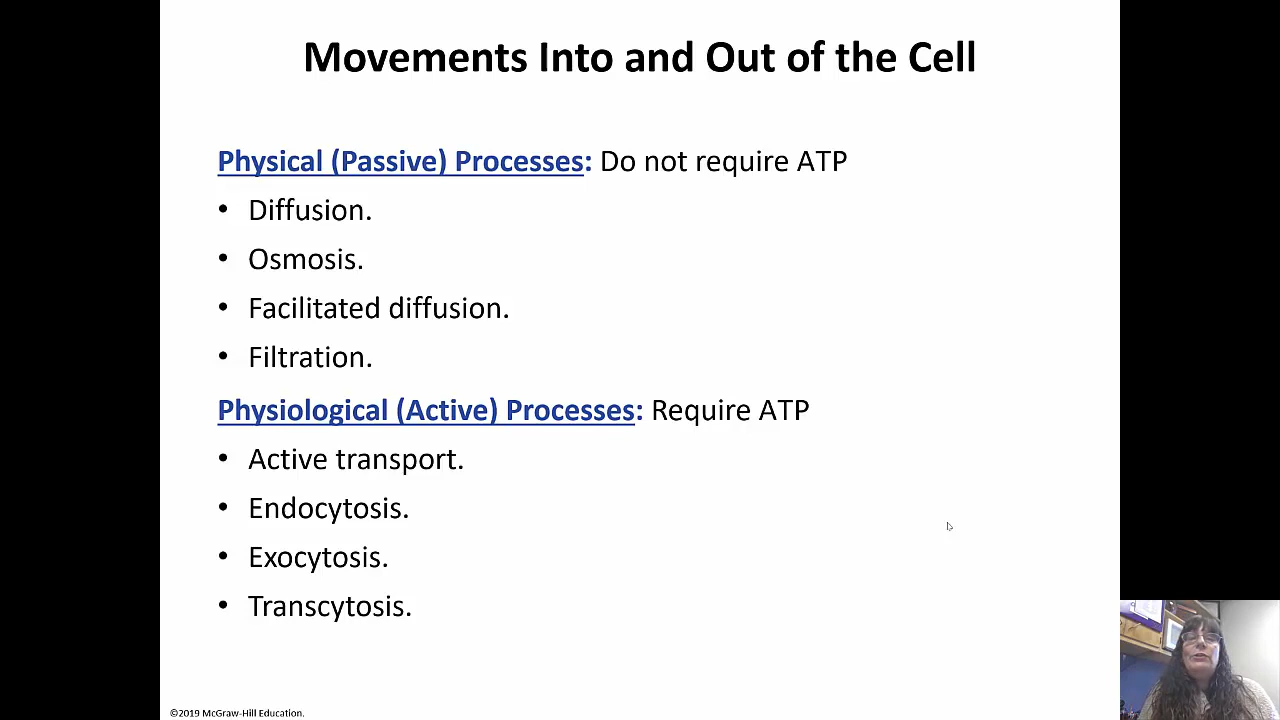 Movements Into and Out of the Cell
Physical (Passive) Processes: Do not require ATP
• Diffusion.
• Osmosis.
• Facilitated diffusion.
• Filtration.
Physiological (Active) Processes: Require ATP
• Active transport.
• Endocytosis.
• Exocytosis.
• Transcytosis.
©2019 McGraw-Hill Education.